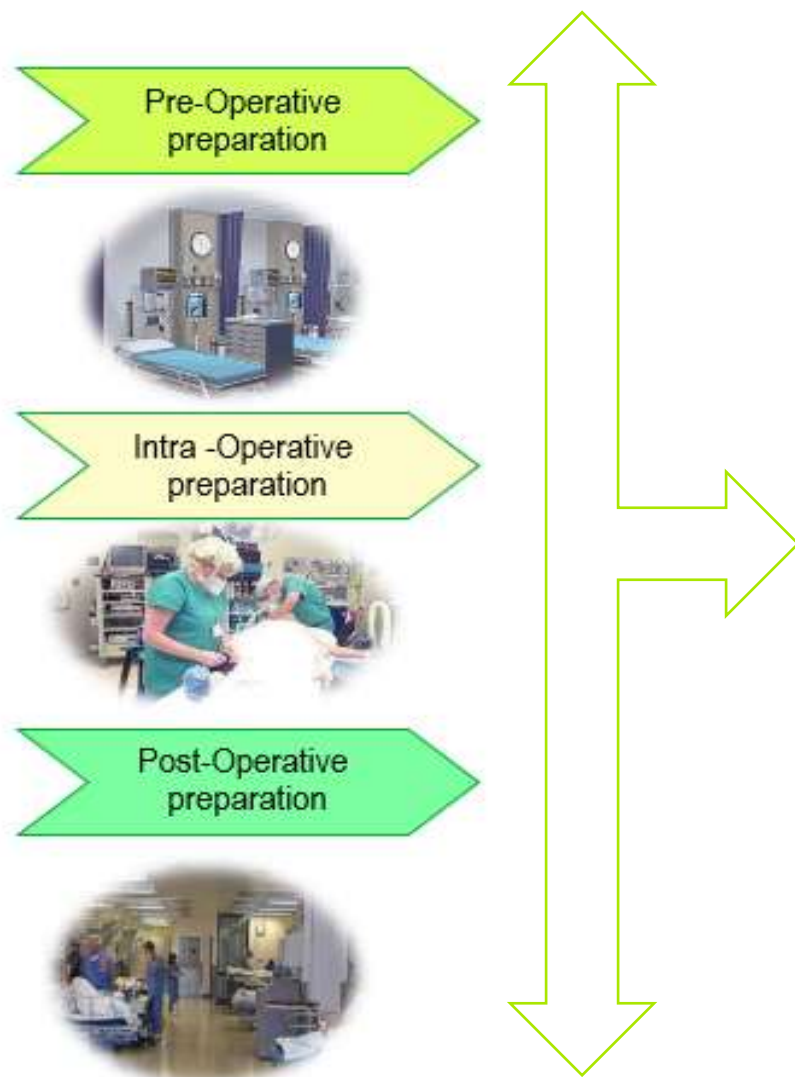 Pre-Operative
preparation
Intra -Operative
preparation
Post-Operative
preparation